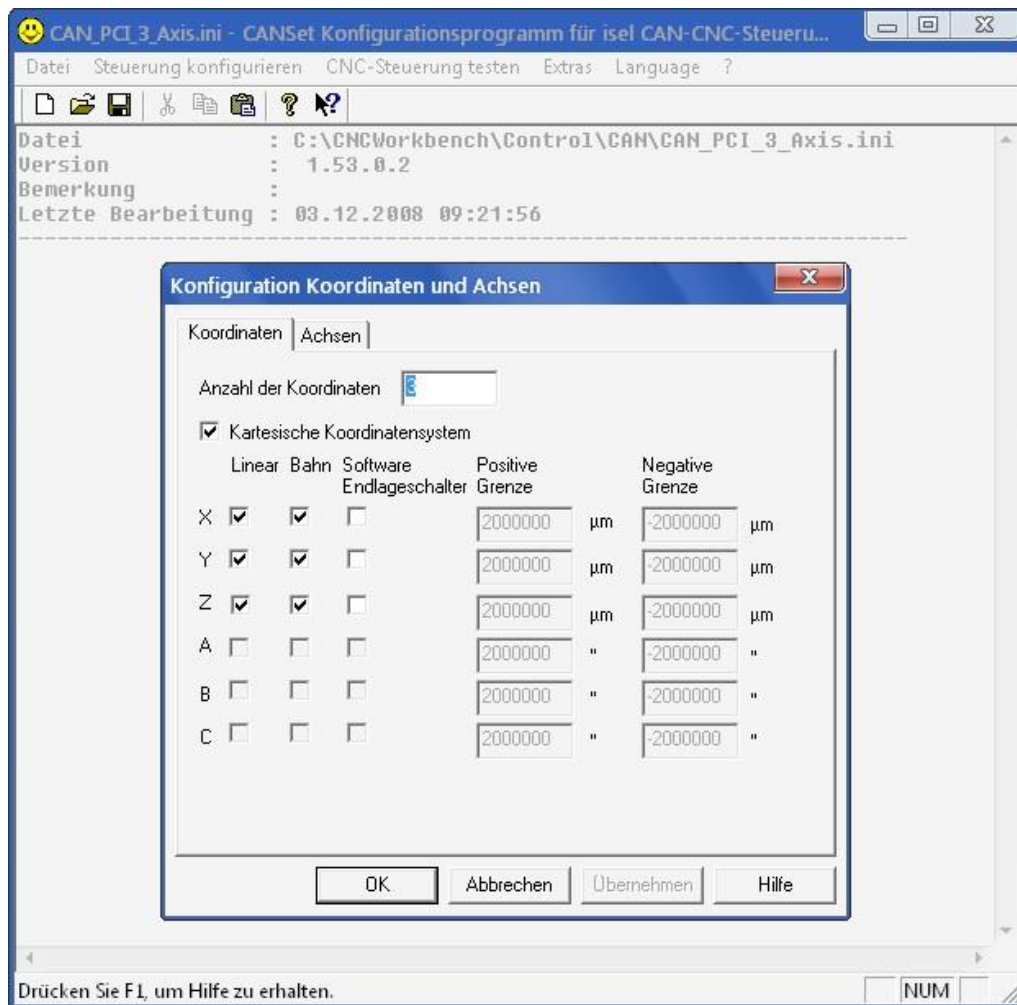 CAN_PCI_3_Axis.ini - CANSet Konfigurationsprogramm für isel CAN-CNC-Steueru...
Datei Steuerung konfigurieren CNC-Steuerung testen Extras Language ?
Datei : C:\CNCWorkbench\Control\CAN\CAN_PCI_3_Axis.ini
Version : 1.53.0.2
Bemerkung :
Letzte Bearbeitung : 03.12.2008 09:21:56
Konfiguration Koordinaten und Achsen
Koordinaten Achsen
Anzahl der Koordinaten 3
Kartesische Koordinatensystem
Linear Bahn Software Positive Negative
Endlageschalter Grenze Grenze
X 2000000 µm -2000000 µm
Y 2000000 µm -2000000 µm
Z 2000000 µm -2000000 µm
A 2000000 " -2000000 "
B 2000000 " -2000000 "
C 2000000 " -2000000 "
OK Abbrechen Übernehmen Hilfe
Drücken Sie F1, um Hilfe zu erhalten. NUM